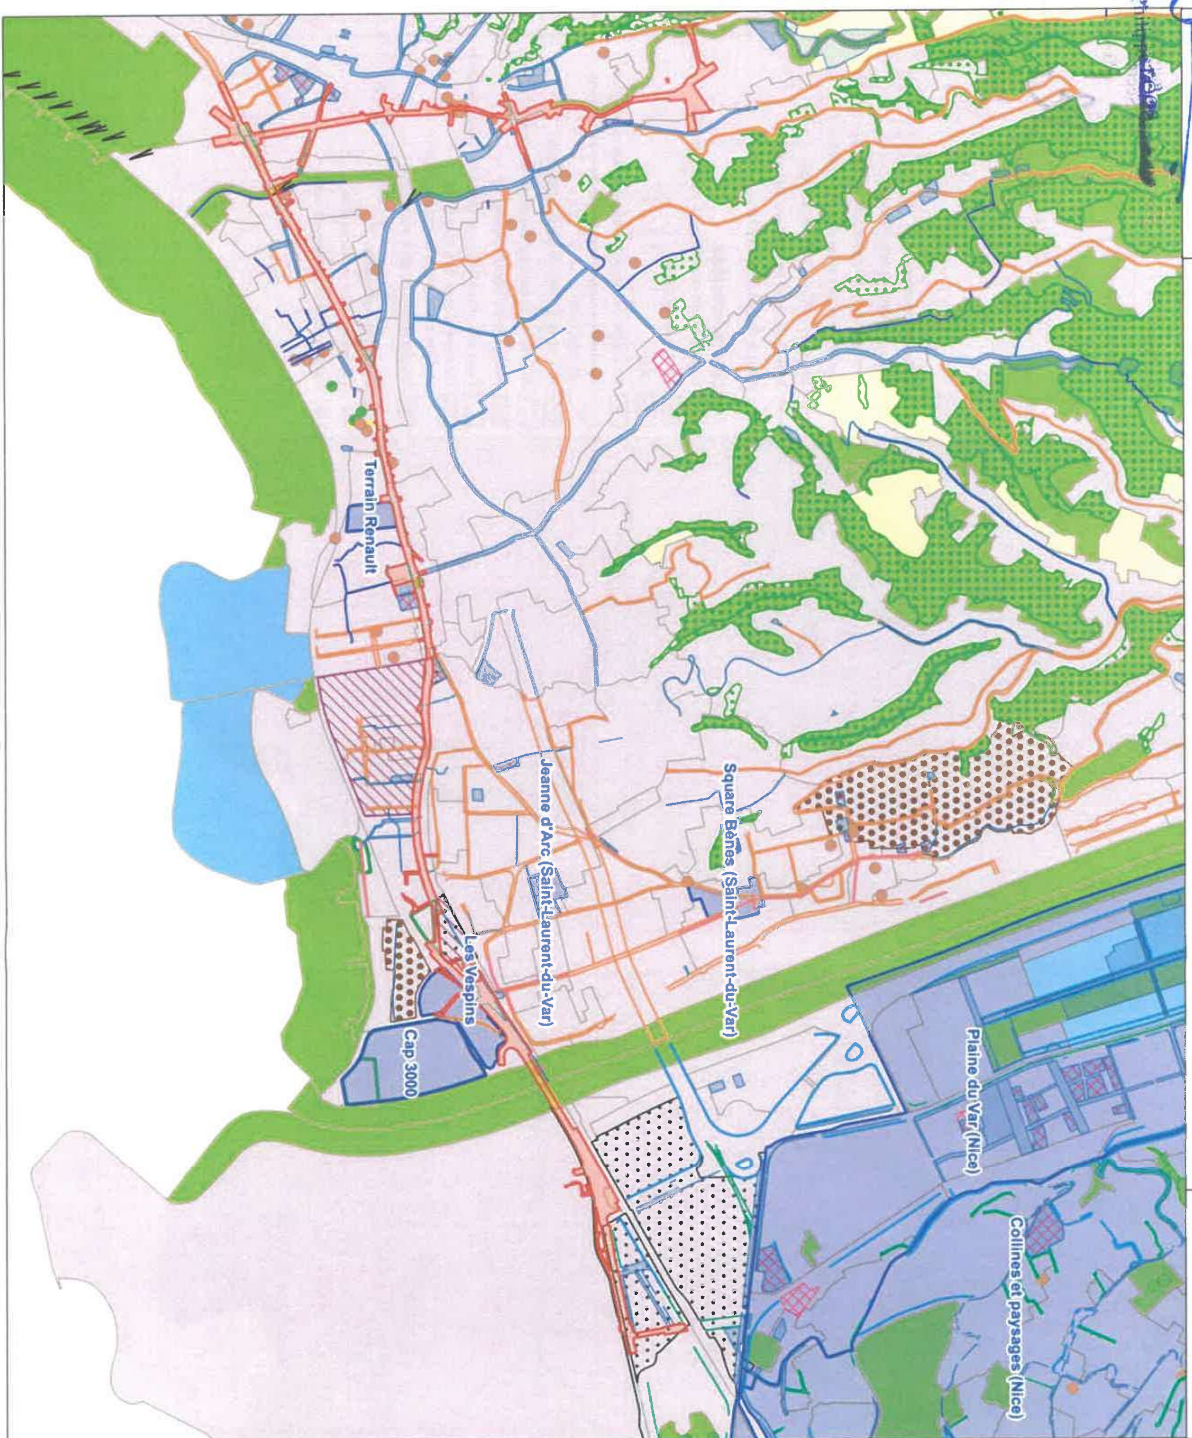 Terrain Renault
Jeanne d'Arc (Saint-Laurent-du-Var)
Square Bènes (Saint-Laurent-du-Var)
Les Vespins
Cap 3000
Plaine du Var (Nice)
Collines et paysages (Nice)